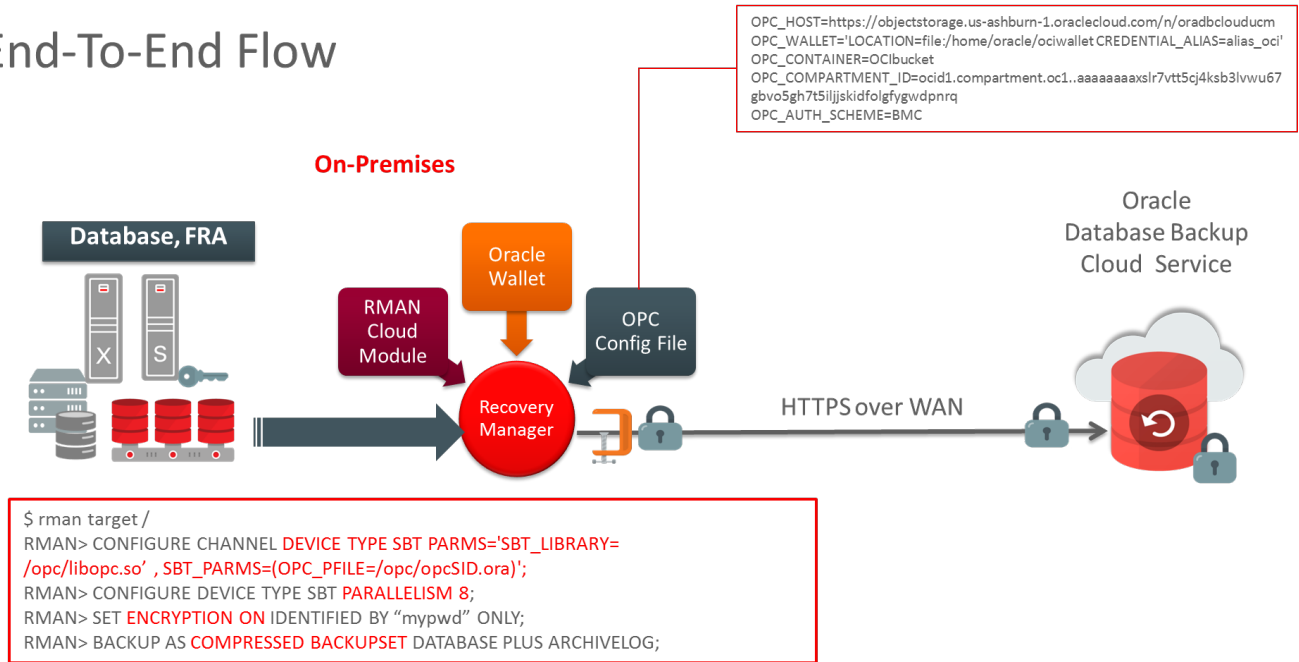 End-To-End Flow
OPC_HOST=https://objectstorage.us-ashburn-1.oraclecloud.com/n/oradbclouducm
OPC_WALLET='LOCATION=file:/home/oracle/ociwallet CREDENTIAL_ALIAS=alias_oci'
OPC_CONTAINER=OCIbucket
OPC_COMPARTMENT_ID=ocid1.compartment.oc1..aaaaaaaaxslr7vtt5cj4ksb3lvwu67
gbvo5gh7t5iljjskidfolgfygwdpnrq
OPC_AUTH_SCHEME=BMC
On-Premises
Database, FRA
X
S
RMAN
Cloud
Module
Oracle
Wallet
OPC
Config File
Recovery
Manager
HTTPS over WAN
Oracle
Database Backup
Cloud Service
$ rman target /
RMAN> CONFIGURE CHANNEL DEVICE TYPE SBT PARMS='SBT_LIBRARY=
/opc/libopc.so’ , SBT_PARMS=(OPC_PFILE=/opc/opcSID.ora)';
RMAN> CONFIGURE DEVICE TYPE SBT PARALLELISM 8;
RMAN> SET ENCRYPTION ON IDENTIFIED BY “mypwd” ONLY;
RMAN> BACKUP AS COMPRESSED BACKUPSET DATABASE PLUS ARCHIVELOG;